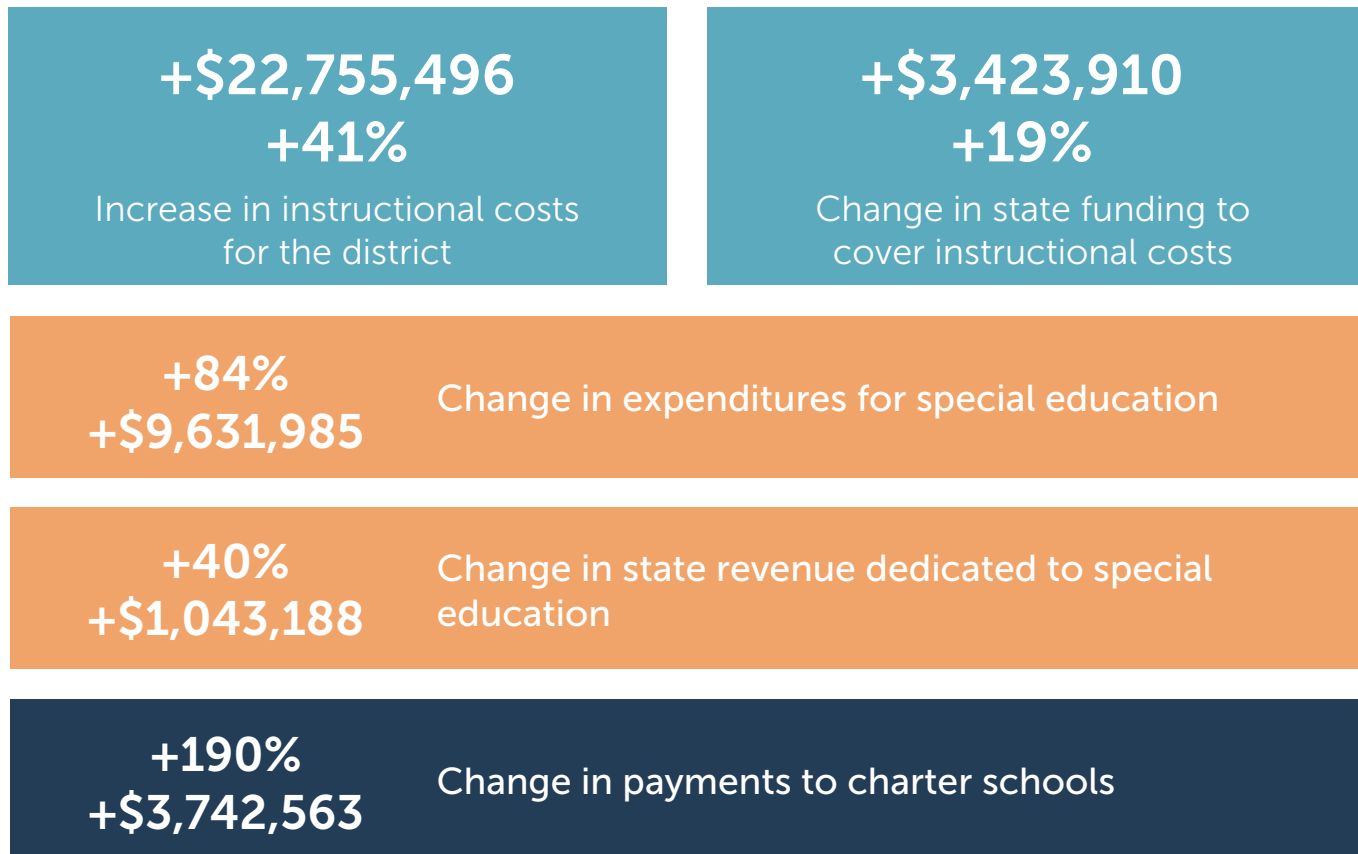 +$22,755,496
+41%
Increase in instructional costs
for the district
+$3,423,910
+19%
Change in state funding to
cover instructional costs
+84%
+$9,631,985
Change in expenditures for special education
+40%
+$1,043,188
Change in state revenue dedicated to special
education
+190%
+$3,742,563
Change in payments to charter schools